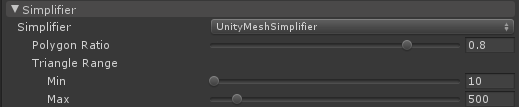 Simplifier
Simplifier UnityMeshSimplifier
Polygon Ratio 0.8
Triangle Range
Min 10
Max 500